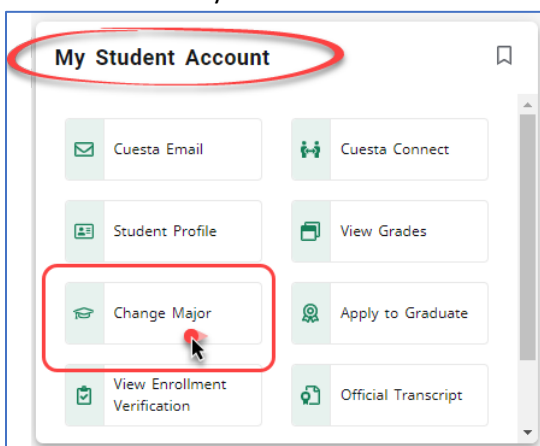 My Student Account
Cuesta Email
Cuesta Connect
Student Profile
View Grades
Change Major
Apply to Graduate
View Enrollment
Verification
Official Transcript